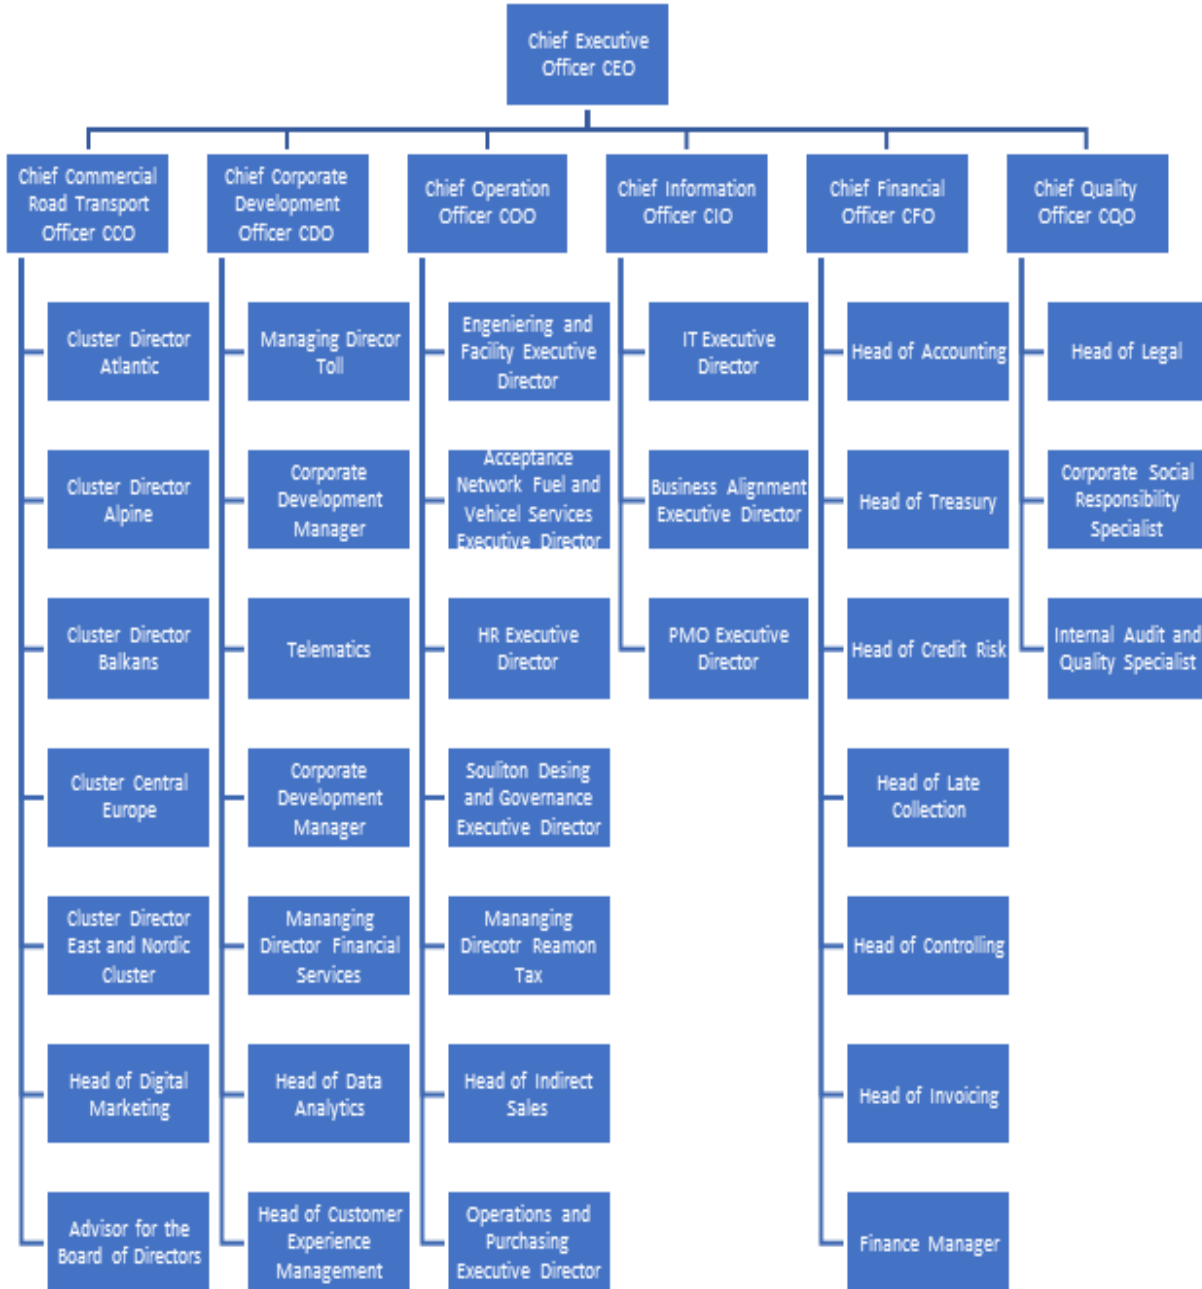 Chief Executive
Officer CEO
Chief Commercial
Road Transport
Officer CCO
Chief Corporate
Development
Officer CDO
Chief Operation
Officer COO
Chief Information
Officer CIO
Chief Financial
Officer CFO
Chief Quality
Officer CQO
Cluster Director
Atlantic
Cluster Director
Alpine
Cluster Director
Balkans
Cluster Central
Europe
Cluster Director
East and Nordic
Cluster
Head of Digital
Marketing
Advisor for the
Board of Directors
Managing Direcor
Toll
Corporate
Development
Manager
Telematics
Corporate
Development
Manager
Mananging
Director Financial
Services
Head of Data
Analytics
Head of Customer
Experience
Management
Engeniering and
Facility Executive
Director
Acceptance
Network Fuel and
Vehicel Services
Executive Director
HR Executive
Director
Souliton Desing
and Governance
Executive Director
Mananging
Direcotr Reamon
Tax
Head of Indirect
Sales
Operations and
Purchasing
Executive Director
IT Executive
Director
Business Alignment
Executive Director
PMO Executive
Director
Head of Accounting
Head of Treasury
Head of Credit Risk
Head of Late
Collection
Head of Controlling
Head of Invoicing
Finance Manager
Head of Legal
Corporate Social
Responsibility
Specialist
Internal Audit and
Quality Specialist